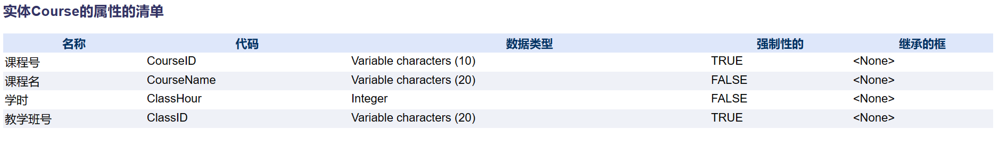 实体Course的属性的清单
名称 代码 数据类型 强制性的 继承的框
课程号 CourseID Variable characters (10) TRUE <None>
课程名 CourseName Variable characters (20) FALSE <None>
学时 ClassHour Integer FALSE <None>
教学班号 ClassID Variable characters (20) TRUE <None>